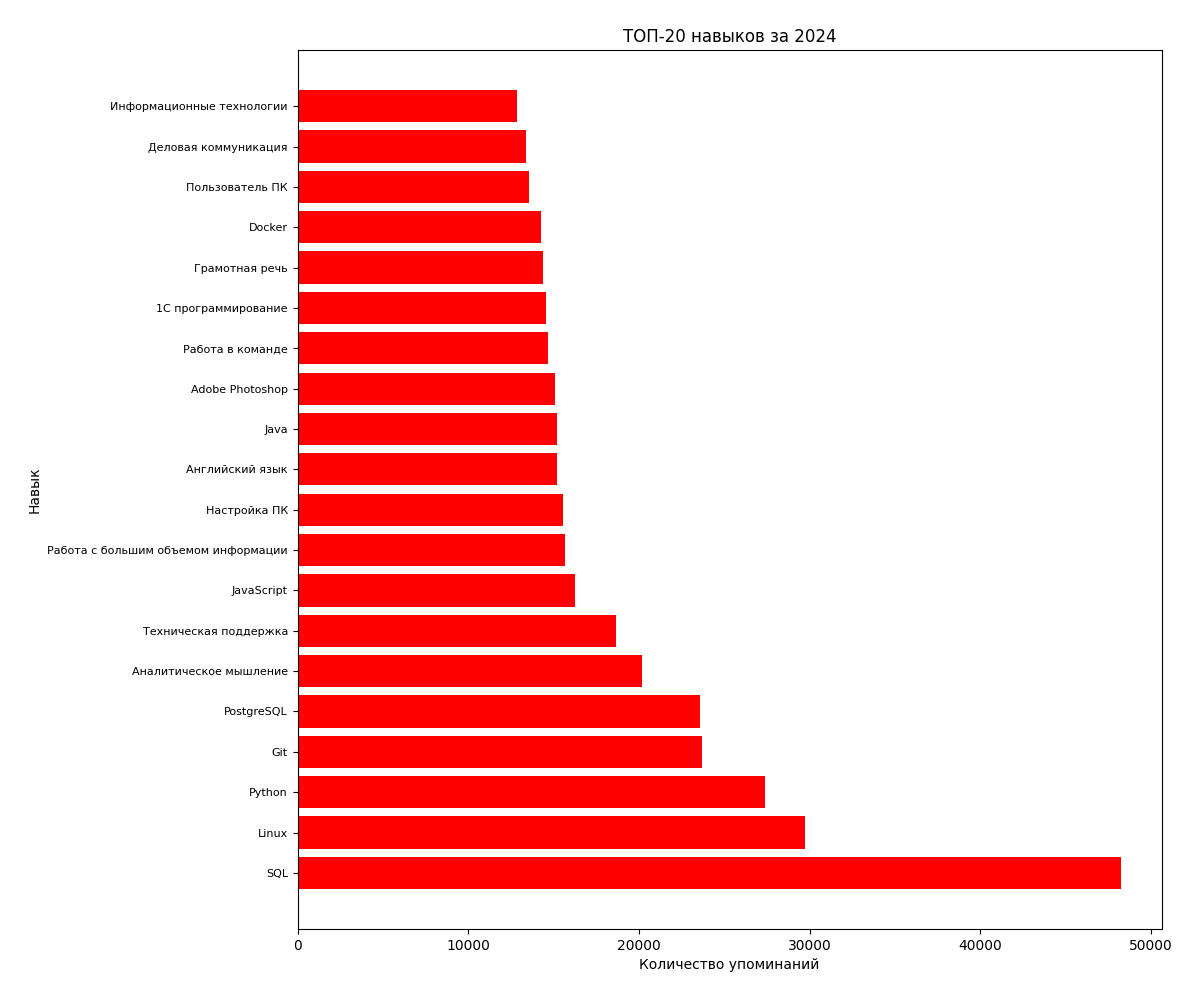 ТОП-20 навыков за 2024
Навык
Информационные технологии
Деловая коммуникация
Пользователь ПК
Docker
Грамотная речь
1С программирование
Работа в команде
Adobe Photoshop
Java
Английский язык
Настройка ПК
Работа с большим объемом информации
JavaScript
Техническая поддержка
Аналитическое мышление
PostgreSQL
Git
Python
Linux
SQL
0 10000 20000 30000 40000 50000
Количество упоминаний